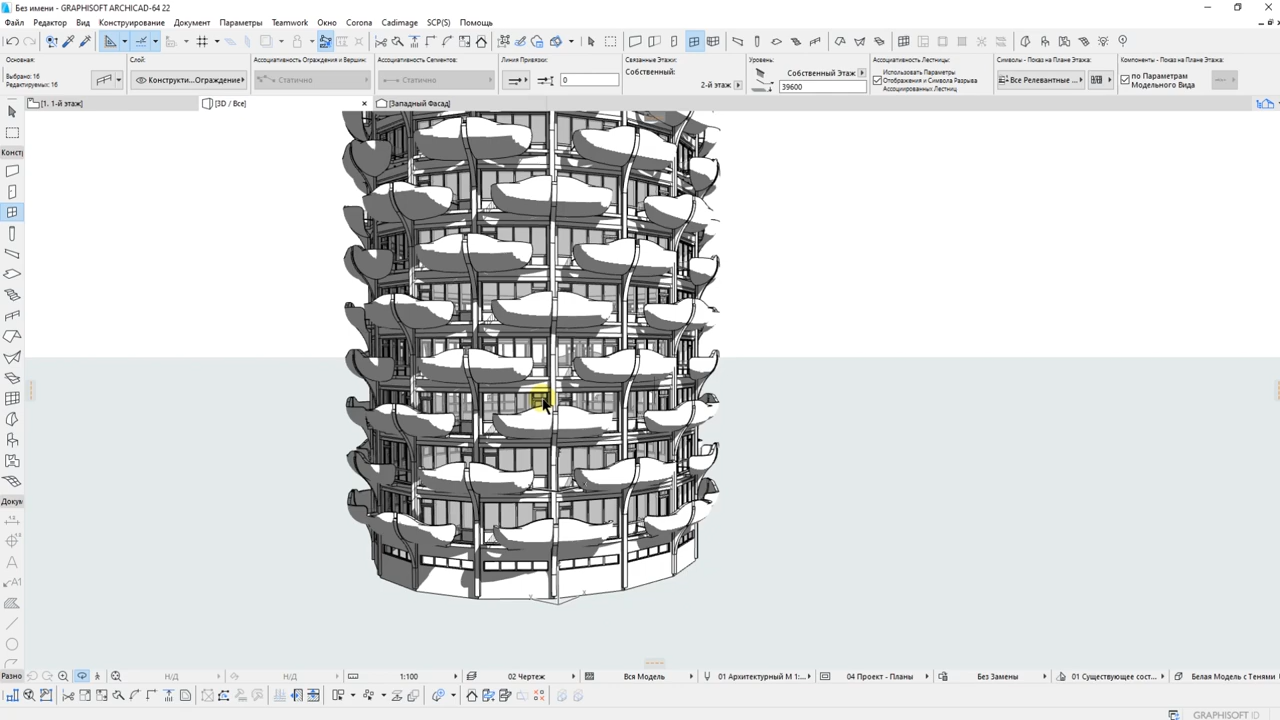 Без имени - GRAPHISOFT ARCHICAD-64 22
Файл Редактор Вид Конструирование Документ Параметры Teamwork Окно Corona Cadimage SCP(S) Помощь
Основная: Слой: Ассоциативность Ограждения и Вершин: Ассоциативность Сегментов: Линия Привязки: Связанные Этажи: Уровень: Ассоциативность Лестницы: Символы - Показ на Плане Этажа: Компоненты - Показ на Плане Этажа:
Выбрано: 16
Редактируемых: 16
Конструкти...Ограждение
Статично
Статично
0
Собственный:
2-й этаж
Собственный Этаж
39600
Использовать Параметры
Отображения и Символа Разрыва
Ассоциированных Лестниц
Все Релевантные ...
по Параметрам
Модельного Вида
[1. 1-й этаж]
[3D / Все]
[Западный Фасад]
Констр
Докум
Разно
Н/Д
Н/Д
1:100
02 Чертеж
Вся Модель
01 Архитектурный М 1:...
04 Проект - Планы
Без Замены
01 Существующее сост...
Белая Модель с Тенями
GRAPHISOFT ID